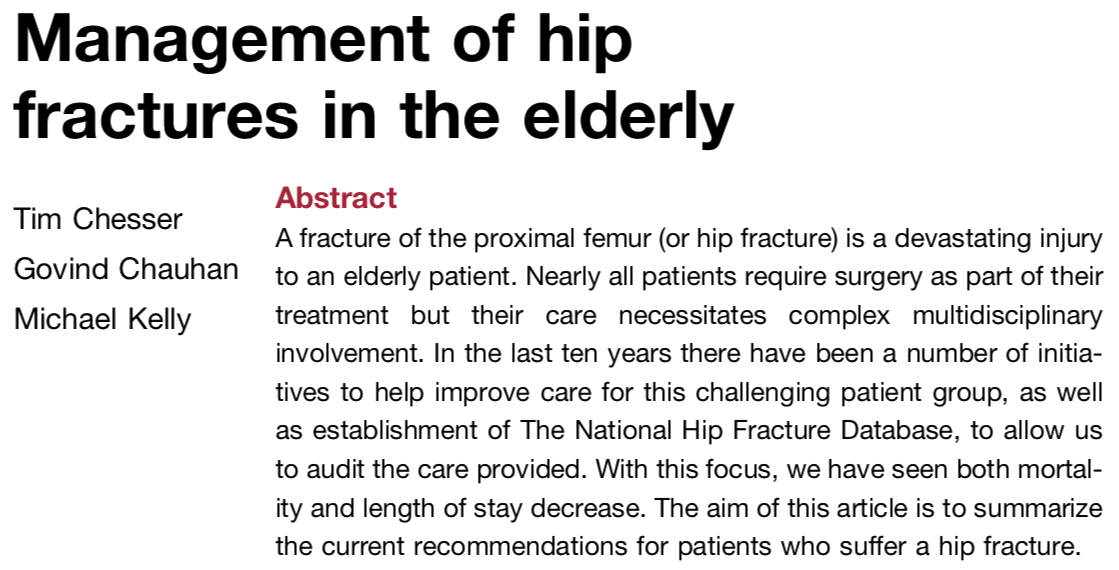 Management of hip
fractures in the elderly
Tim Chesser
Govind Chauhan
Michael Kelly
Abstract
A fracture of the proximal femur (or hip fracture) is a devastating injury
to an elderly patient. Nearly all patients require surgery as part of their
treatment but their care necessitates complex multidisciplinary
involvement. In the last ten years there have been a number of initia-
tives to help improve care for this challenging patient group, as well
as establishment of The National Hip Fracture Database, to allow us
to audit the care provided. With this focus, we have seen both mortal-
ity and length of stay decrease. The aim of this article is to summarize
the current recommendations for patients who suffer a hip fracture.